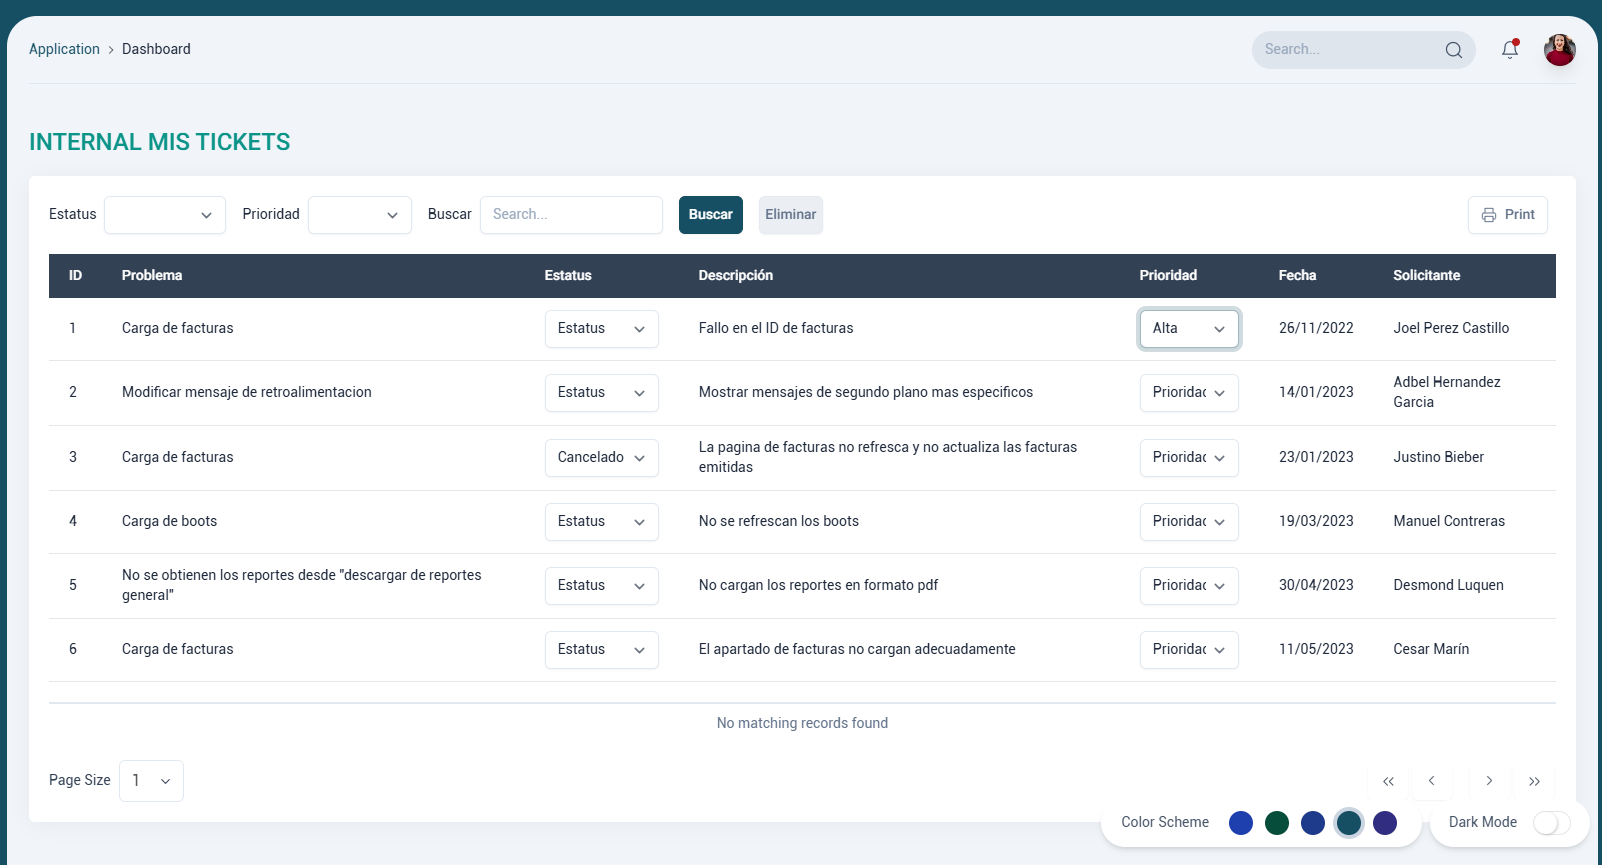 Application > Dashboard
Search...
INTERNAL MIS TICKETS
Estatus Prioridad Buscar Search... Buscar Eliminar Print
ID Problema Estatus Descripción Prioridad Fecha Solicitante
1 Carga de facturas Estatus Fallo en el ID de facturas Alta 26/11/2022 Joel Perez Castillo
2 Modificar mensaje de retroalimentacion Estatus Mostrar mensajes de segundo plano mas especificos Prioridad 14/01/2023 Adbel Hernandez
Garcia
3 Carga de facturas Cancelado La pagina de facturas no refresca y no actualiza las facturas
emitidas Prioridad 23/01/2023 Justino Bieber
4 Carga de boots Estatus No se refrescan los boots Prioridad 19/03/2023 Manuel Contreras
5 No se obtienen los reportes desde "descargar de reportes
general" Estatus No cargan los reportes en formato pdf Prioridad 30/04/2023 Desmond Luquen
6 Carga de facturas Estatus El apartado de facturas no cargan adecuadamente Prioridad 11/05/2023 Cesar Marín
No matching records found
Page Size 1
Color Scheme Dark Mode